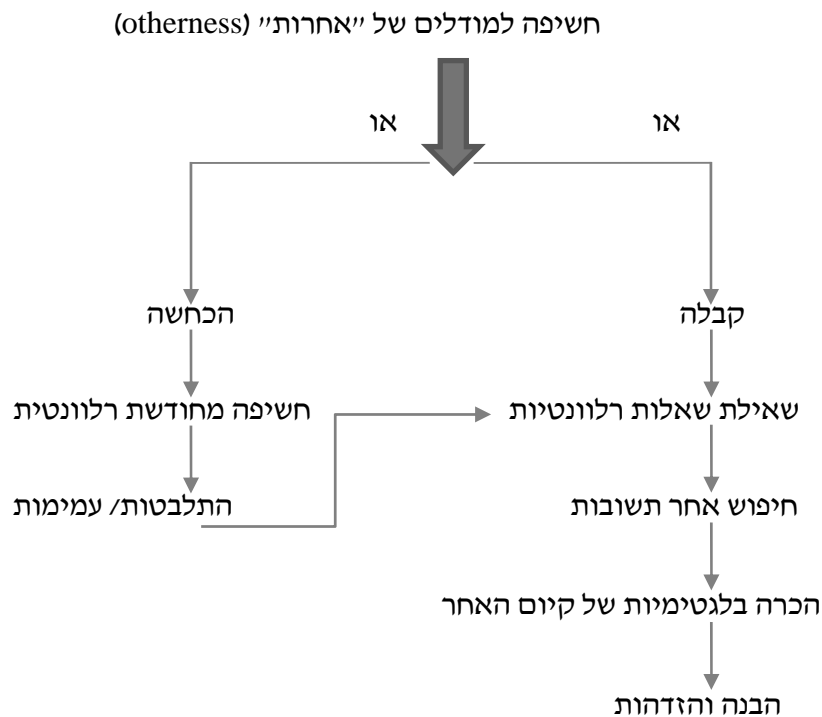 חשיפה למודלים של ״אחרות״ (otherness)
או
או
קבלה
הכחשה
שאילת שאלות רלוונטיות
חשיפה מחודשת רלוונטית
חיפוש אחר תשובות
התלבטות/ עמימות
הכרה בלגטימיות של קיום האחר
הבנה והזדהות